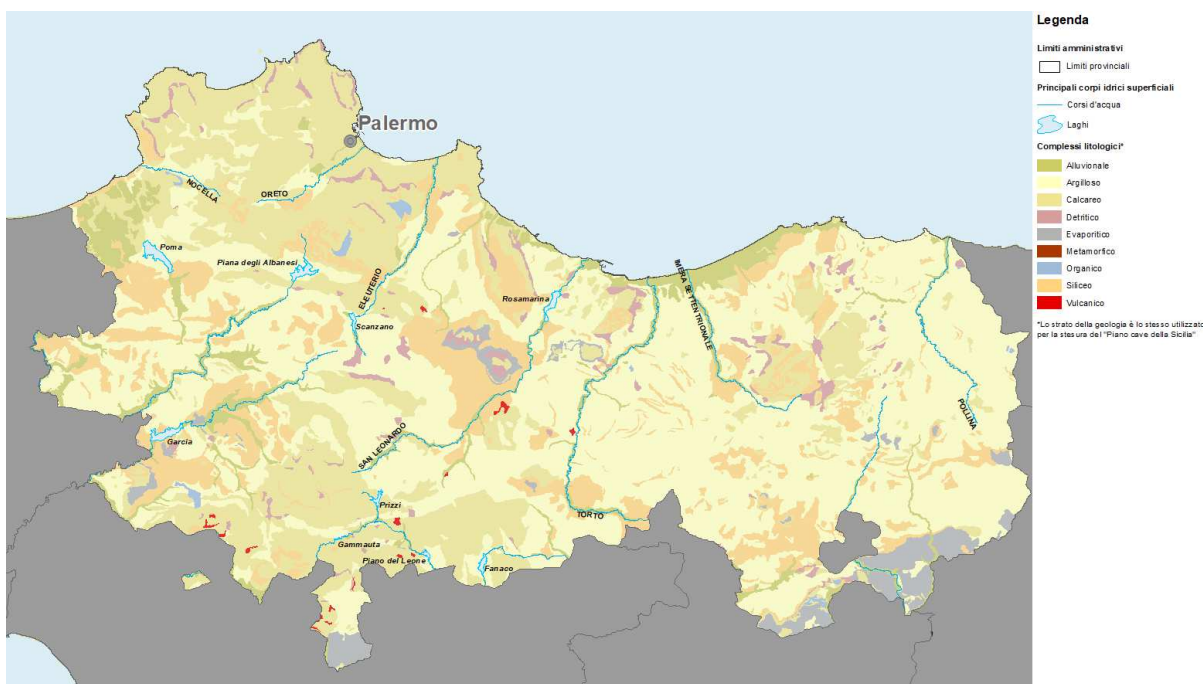 Legenda
Limiti amministrativi
Limiti provinciali
Principali corpi idrici superficiali
Corsi d'acqua
Laghi
Complessi litologici*
Alluvionale
Argilloso
Calcareo
Detritico
Evaporitico
Metamorfico
Organico
Siliceo
Vulcanico
*Lo strato della geologia è lo stesso utilizzato
per la stesura del "Piano cave della Sicilia"
Palermo
NOCELLA
ORETO
Poma
Piana degli Albanesi
ELEUTERIO
Scanzano
Rosamarina
IMERA SETTENTRIONALE
POLLINA
Garcia
SAN LEONARDO
Prizzi
TORTO
Gammauta
Piano del Leone
Fanaco